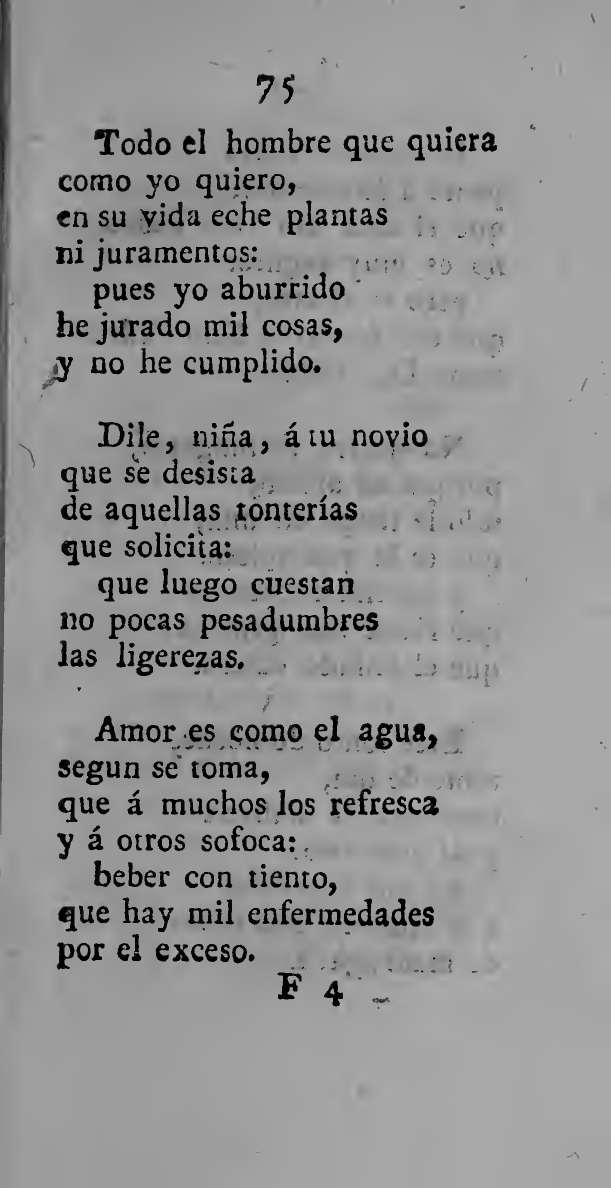 75
Todo el hombre que quiera
como yo quiero,
en su vida eche plantas
ni juramentos:
pues yo aburrido
he jurado mil cosas,
y no he cumplido.
Dile, niña, á tu novio
que se desista
de aquellas tonterías
que solicita:
que luego cuestan
no pocas pesadumbres
las ligerezas.
Amor es como el agua,
segun se toma,
que á muchos los refresca
y á otros sofoca:
beber con tiento,
que hay mil enfermedades
por el exceso.
F 4